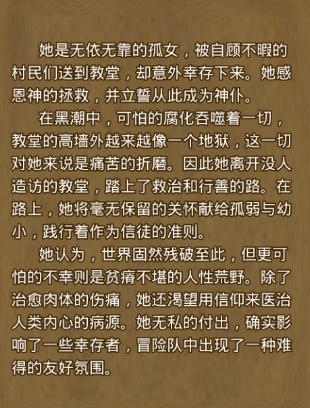 她是无依无靠的孤女，被自顾不暇的
村民们送到教堂，却意外幸存下来。她感
恩神的拯救，并立誓从此成为神仆。
在黑潮中，可怕的腐化吞噬着一切，
教堂的高墙外越来越像一个地狱，这一切
对她来说是痛苦的折磨。因此她离开没人
造访的教堂，踏上了救治和行善的路。在
路上，她将毫无保留的关怀献给孤弱与幼
小，践行着作为信徒的准则。
她认为，世界固然残破至此，但更可
怕的不幸则是贫瘠不堪的人性荒野。除了
治愈肉体的伤痛，她还渴望用信仰来医治
人类内心的病源。她无私的付出，确实影
响了一些幸存者，冒险队中出现了一种难
得的友好氛围。